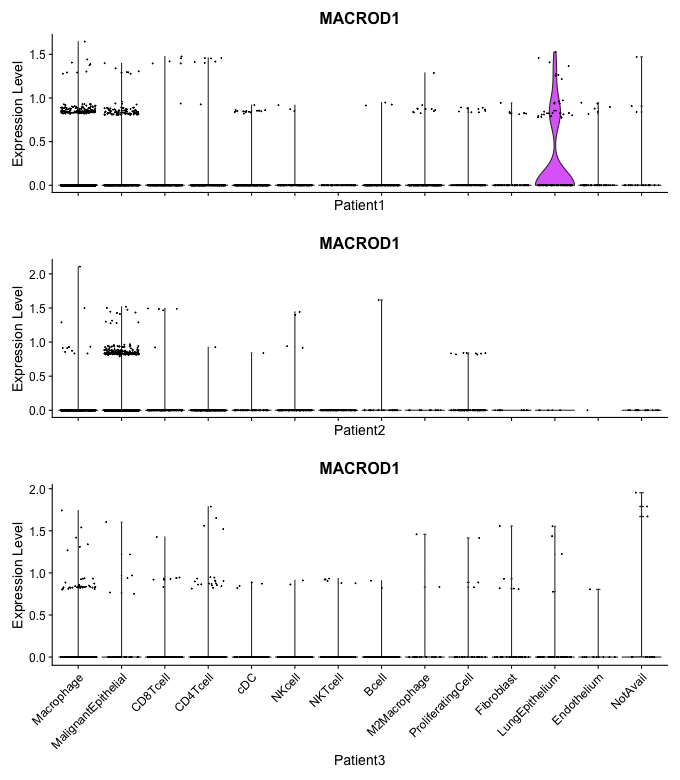 MACROD1
Expression Level
1.5
1.0
0.5
0.0
Patient1
MACROD1
Expression Level
2.0
1.5
1.0
0.5
0.0
Patient2
MACROD1
Expression Level
2.0
1.5
1.0
0.5
0.0
Macrophage
MalignantEpithelial
CD8Tcell
CD4Tcell
cDC
NKcell
NKTcell
Bcell
M2Macrophage
ProliferatingCell
Fibroblast
LungEpithelium
Endothelium
NotAvail
Patient3